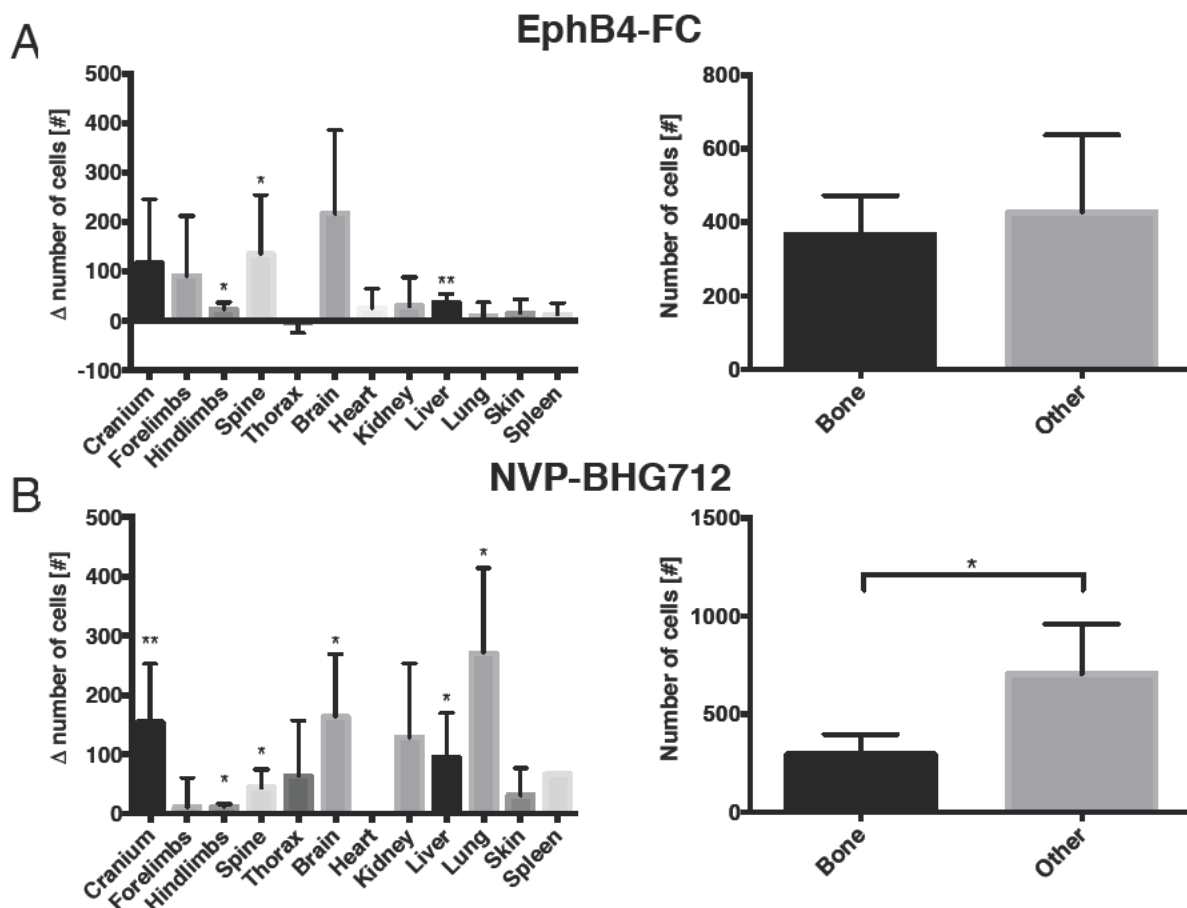 A
EphB4-FC
Δ number of cells [#]
500
400
300
200
100
0
-100
*
*
**
Cranium
Forelimbs
Hindlimbs
Spine
Thorax
Brain
Heart
Kidney
Liver
Lung
Skin
Spleen
Number of cells [#]
800
600
400
200
0
Bone
Other
B
NVP-BHG712
Δ number of cells [#]
500
400
300
200
100
0
**
*
*
*
*
*
Cranium
Forelimbs
Hindlimbs
Spine
Thorax
Brain
Heart
Kidney
Liver
Lung
Skin
Spleen
Number of cells [#]
1500
1000
500
0
*
Bone
Other